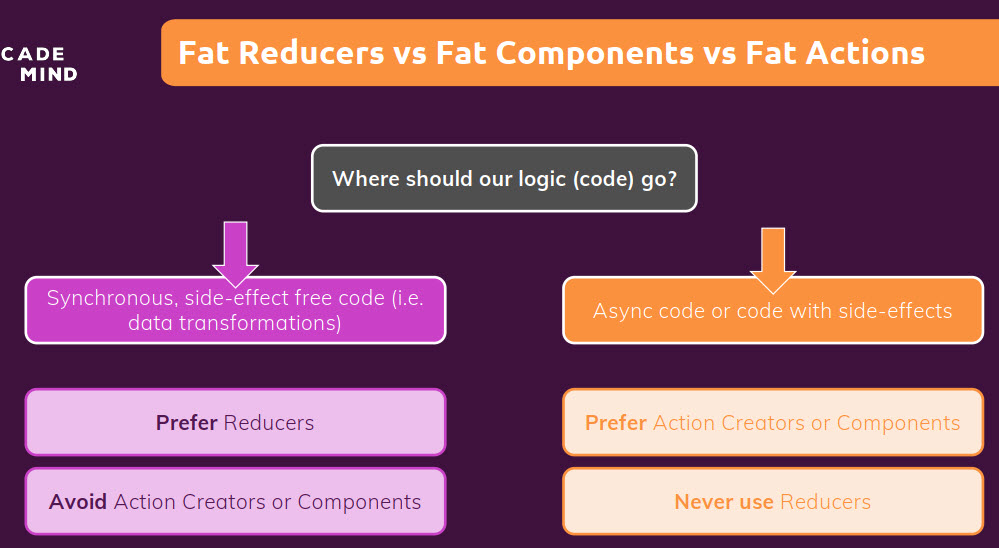 CADE
MIND
Fat Reducers vs Fat Components vs Fat Actions
Where should our logic (code) go?
Synchronous, side-effect free code (i.e.
data transformations)
Prefer Reducers
Avoid Action Creators or Components
Async code or code with side-effects
Prefer Action Creators or Components
Never use Reducers